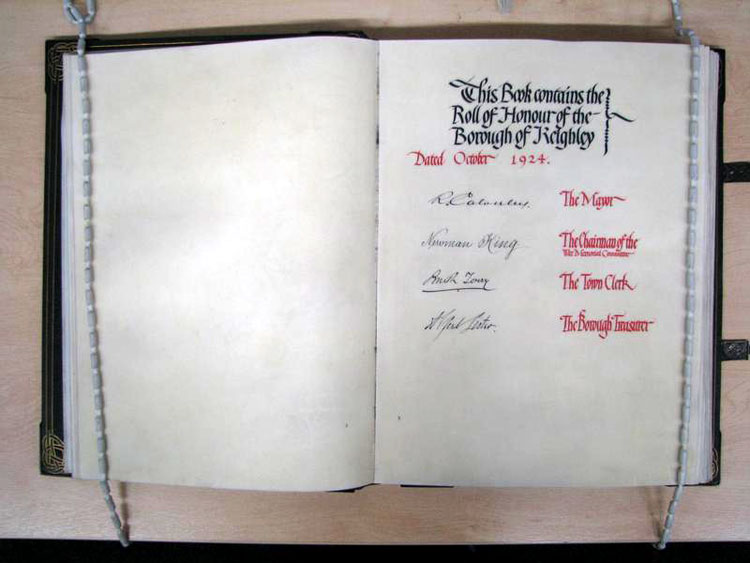 This Book contains the
Roll of Honour of the
Borough of Keighley
Dated October 1924.
The Mayor
Newman King The Chairman of the
War Memorial Committee
The Town Clerk
The Borough Treasurer